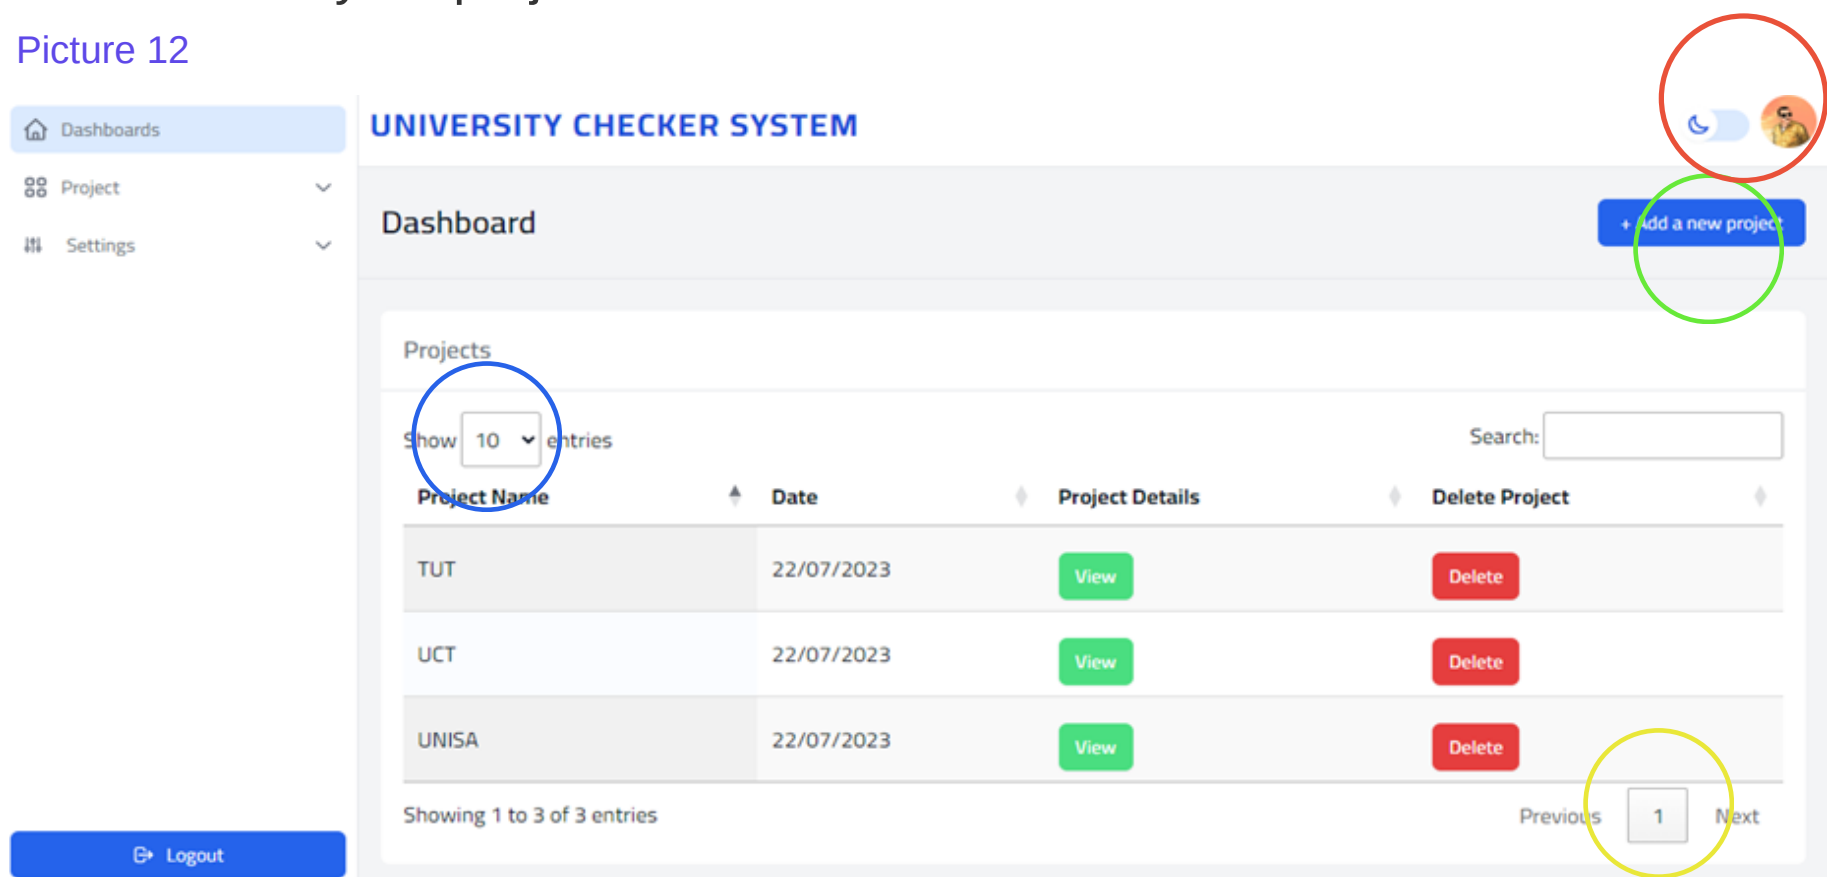 Picture 12
Dashboards
UNIVERSITY CHECKER SYSTEM
Project
Settings
Dashboard
+ Add a new project
Projects
Show 10 entries
Search:
Project Name Date Project Details Delete Project
TUT 22/07/2023 View Delete
UCT 22/07/2023 View Delete
UNISA 22/07/2023 View Delete
Showing 1 to 3 of 3 entries
Previous 1 Next
Logout